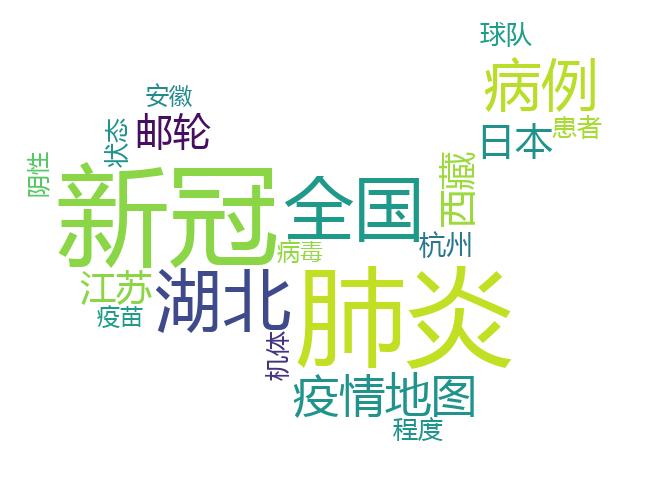 球队
病例
安徽
邮轮
状态
患者
日本
阴性
西藏
新冠
全国
杭州
病毒
江苏
湖北
肺炎
疫苗
机体
疫情地图
程度